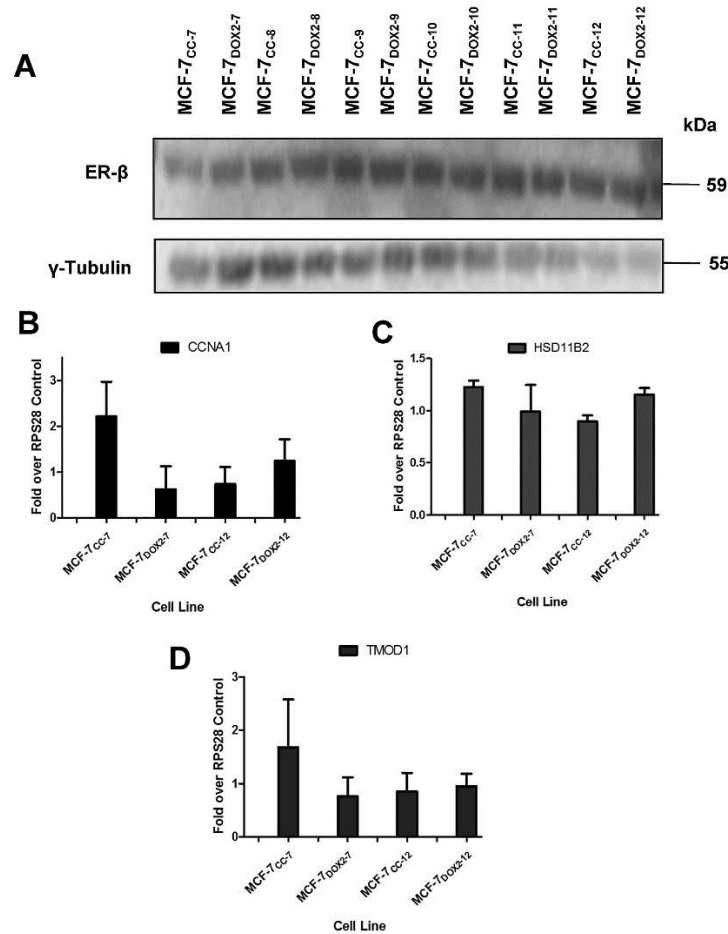 A
MCF-7CC-7
MCF-7DOX2-7
MCF-7CC-8
MCF-7DOX2-8
MCF-7CC-9
MCF-7DOX2-9
MCF-7CC-10
MCF-7DOX2-10
MCF-7CC-11
MCF-7DOX2-11
MCF-7CC-12
MCF-7DOX2-12
kDa
ER-β
59
γ-Tubulin
55
B
CCNA1
Fold over RPS28 Control
3
2
1
0
MCF-7CC-7
MCF-7DOX2-7
MCF-7CC-12
MCF-7DOX2-12
Cell Line
C
HSD11B2
Fold over RPS28 Control
1.5
1.0
0.5
0.0
MCF-7CC-7
MCF-7DOX2-7
MCF-7CC-12
MCF-7DOX2-12
Cell Line
D
TMOD1
Fold over RPS28 Control
3
2
1
0
MCF-7CC-7
MCF-7DOX2-7
MCF-7CC-12
MCF-7DOX2-12
Cell Line